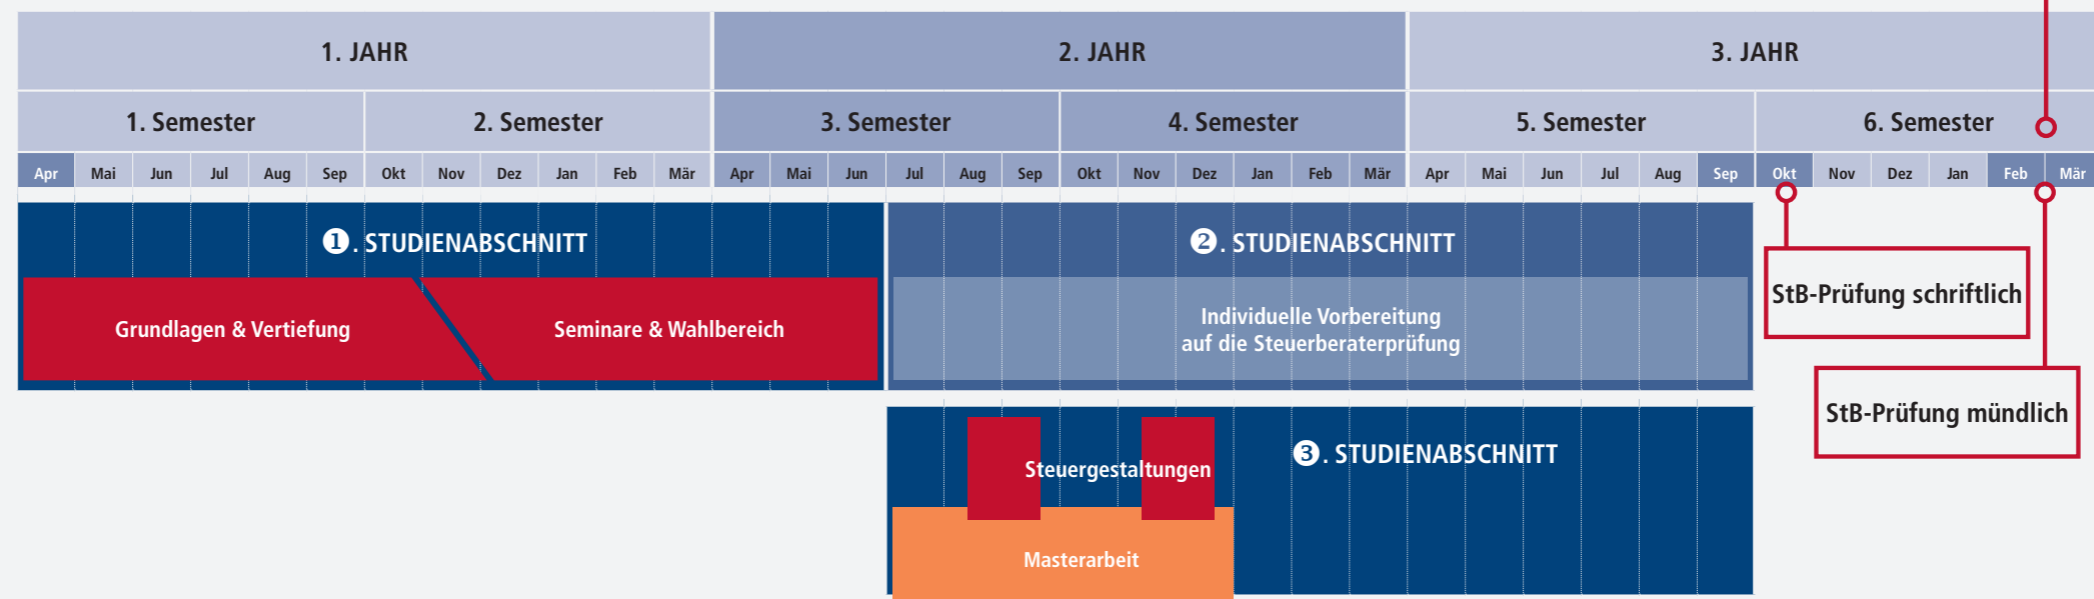 1. JAHR 2. JAHR 3. JAHR
1. Semester 2. Semester 3. Semester 4. Semester 5. Semester 6. Semester
Apr Mai Jun Jul Aug Sep Okt Nov Dez Jan Feb Mär Apr Mai Jun Jul Aug Sep Okt Nov Dez Jan Feb Mär Apr Mai Jun Jul Aug Sep Okt Nov Dez Jan Feb Mär
❶. STUDIENABSCHNITT
Grundlagen & Vertiefung
Seminare & Wahlbereich
❷. STUDIENABSCHNITT
Individuelle Vorbereitung
auf die Steuerberaterprüfung
StB-Prüfung schriftlich
StB-Prüfung mündlich
❸. STUDIENABSCHNITT
Steuergestaltungen
Masterarbeit